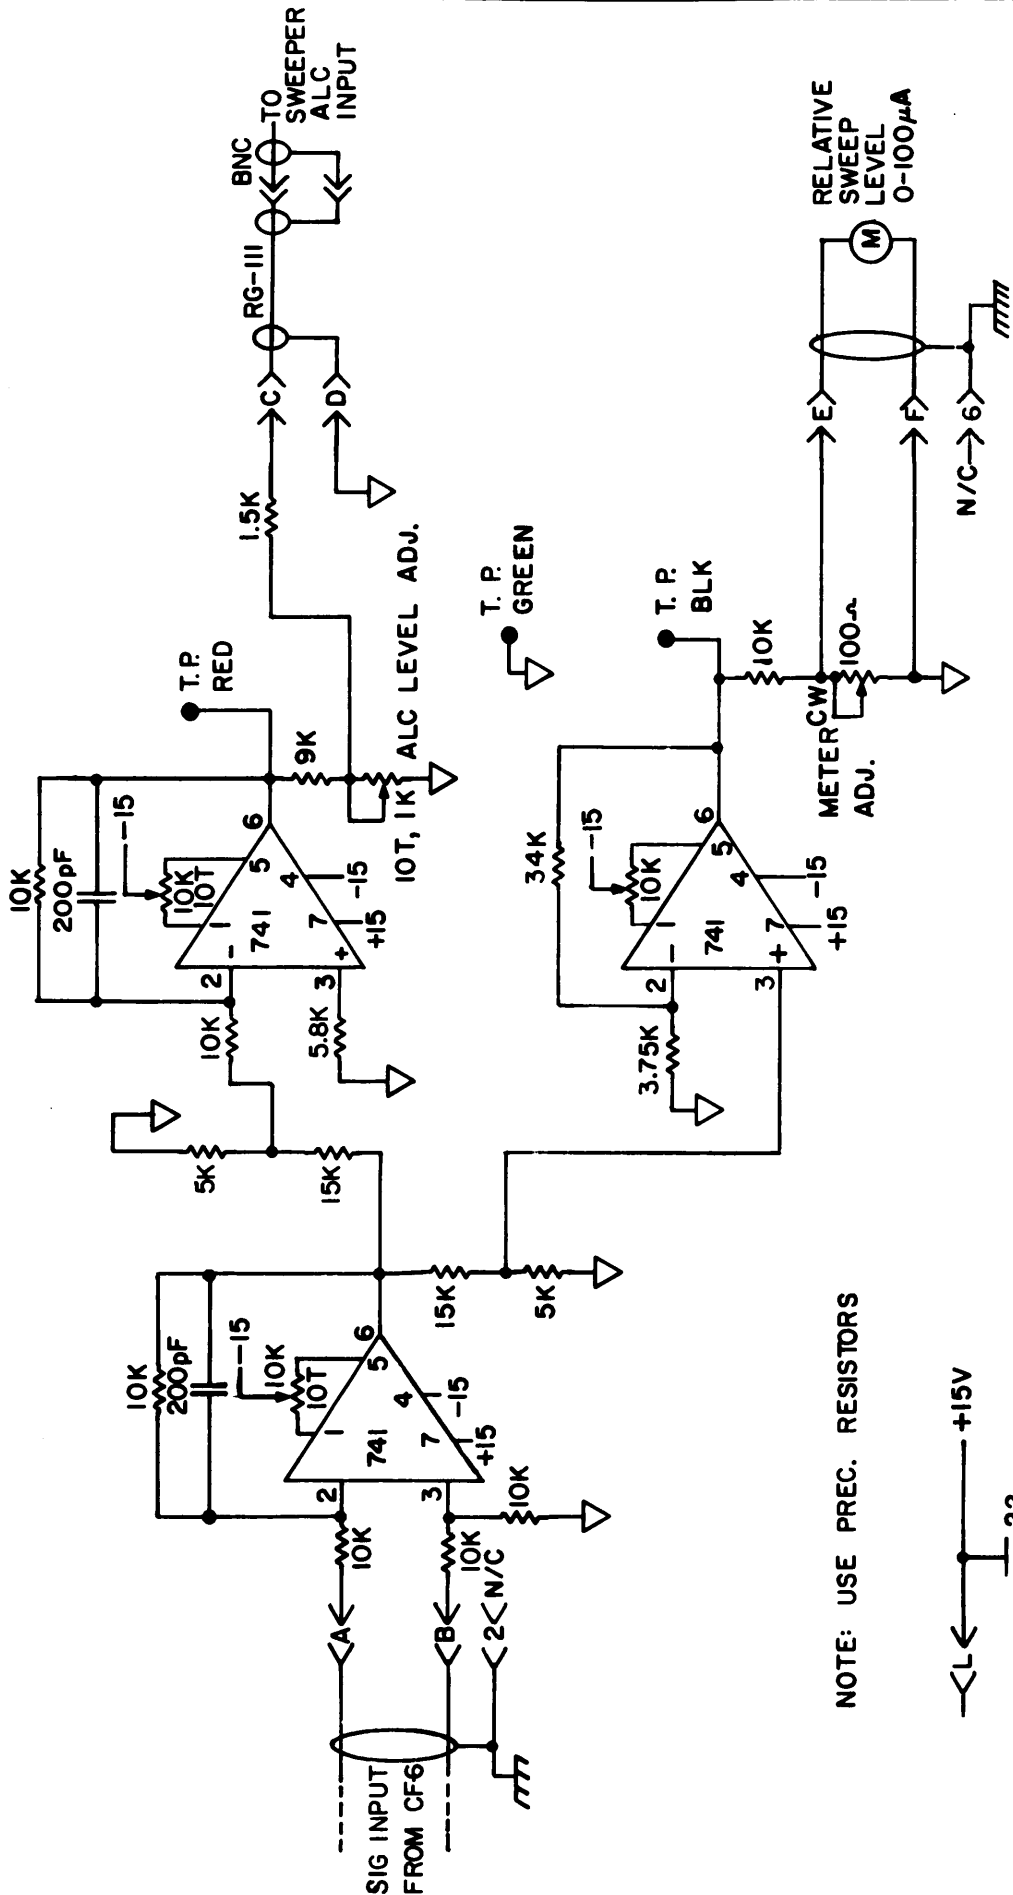 SIG INPUT
FROM CF6
A
B
2
N/C
10K
10K
10K
2
3
741
-
+15
-15
1
7
4
5
6
10K
200pF
-15
10K
10T
15K
5K
5K
15K
10K
5.8K
2
3
-
+
741
1
7
4
5
6
+15
-15
10K
200pF
-15
10K
10T
T.P.
RED
9K
10T, 1K ALC LEVEL ADJ.
1.5K
C
D
RG-111
BNC
TO
SWEEPER
ALC
INPUT
T. P.
GREEN
3.75K
34K
2
3
-
+
741
1
7
4
5
6
+15
-15
-15
10K
T. P.
BLK
10K
CW
100Ω
METER
ADJ.
E
F
N/C
6
M
RELATIVE
SWEEP
LEVEL
0-100µA
NOTE: USE PREC. RESISTORS
L
+15V